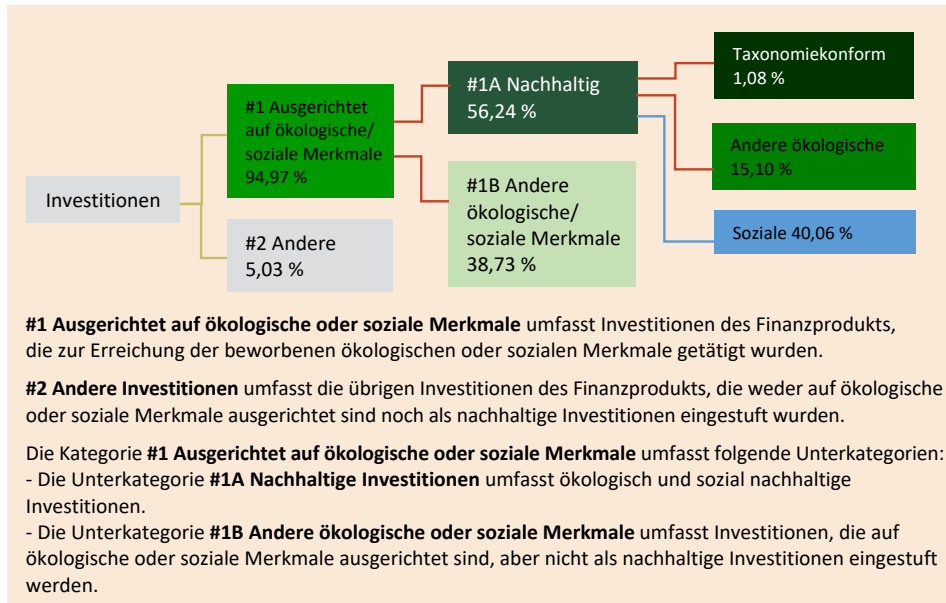 Investitionen
#1 Ausgerichtet
auf ökologische/
soziale Merkmale
94,97 %
#2 Andere
5,03 %
#1A Nachhaltig
56,24 %
#1B Andere
ökologische/
soziale Merkmale
38,73 %
Taxonomiekonform
1,08 %
Andere ökologische
15,10 %
Soziale 40,06 %
#1 Ausgerichtet auf ökologische oder soziale Merkmale umfasst Investitionen des Finanzprodukts,
die zur Erreichung der beworbenen ökologischen oder sozialen Merkmale getätigt wurden.
#2 Andere Investitionen umfasst die übrigen Investitionen des Finanzprodukts, die weder auf ökologische
oder soziale Merkmale ausgerichtet sind noch als nachhaltige Investitionen eingestuft wurden.
Die Kategorie #1 Ausgerichtet auf ökologische oder soziale Merkmale umfasst folgende Unterkategorien:
- Die Unterkategorie #1A Nachhaltige Investitionen umfasst ökologisch und sozial nachhaltige
Investitionen.
- Die Unterkategorie #1B Andere ökologische oder soziale Merkmale umfasst Investitionen, die auf
ökologische oder soziale Merkmale ausgerichtet sind, aber nicht als nachhaltige Investitionen eingestuft
werden.